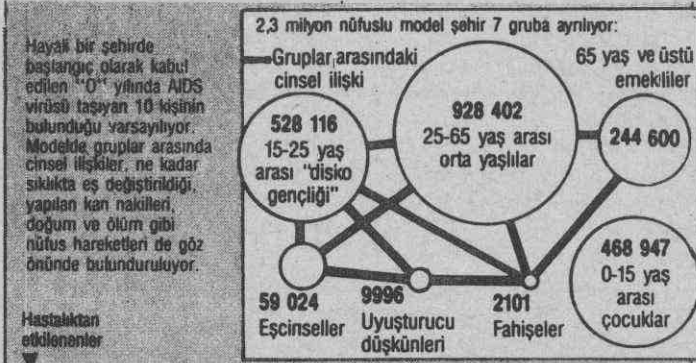 Hayali bir şehirde
başlangıç olarak kabul
edilen "0" yılında AIDS
virüsü taşıyan 10 kişinin
bulunduğu varsayılıyor.
Modelde gruplar arasında
cinsel ilişkiler, ne kadar
sıklıkta eş değiştirildiği,
yapılan kan nakilleri,
doğum ve ölüm gibi
nüfus hareketleri de göz
önünde bulunduruluyor.
Hastalıktan
etkilenenler
2,3 milyon nüfuslu model şehir 7 gruba ayrılıyor:
Gruplar arasındaki
cinsel ilişki
528 116
15-25 yaş
arası "disko
gençliği"
928 402
25-65 yaş arası
orta yaşlılar
65 yaş ve üstü
emekliler
244 600
59 024
Eşcinseller
9996
Uyuşturucu
düşkünleri
2101
Fahişeler
468 947
0-15 yaş
arası
çocuklar